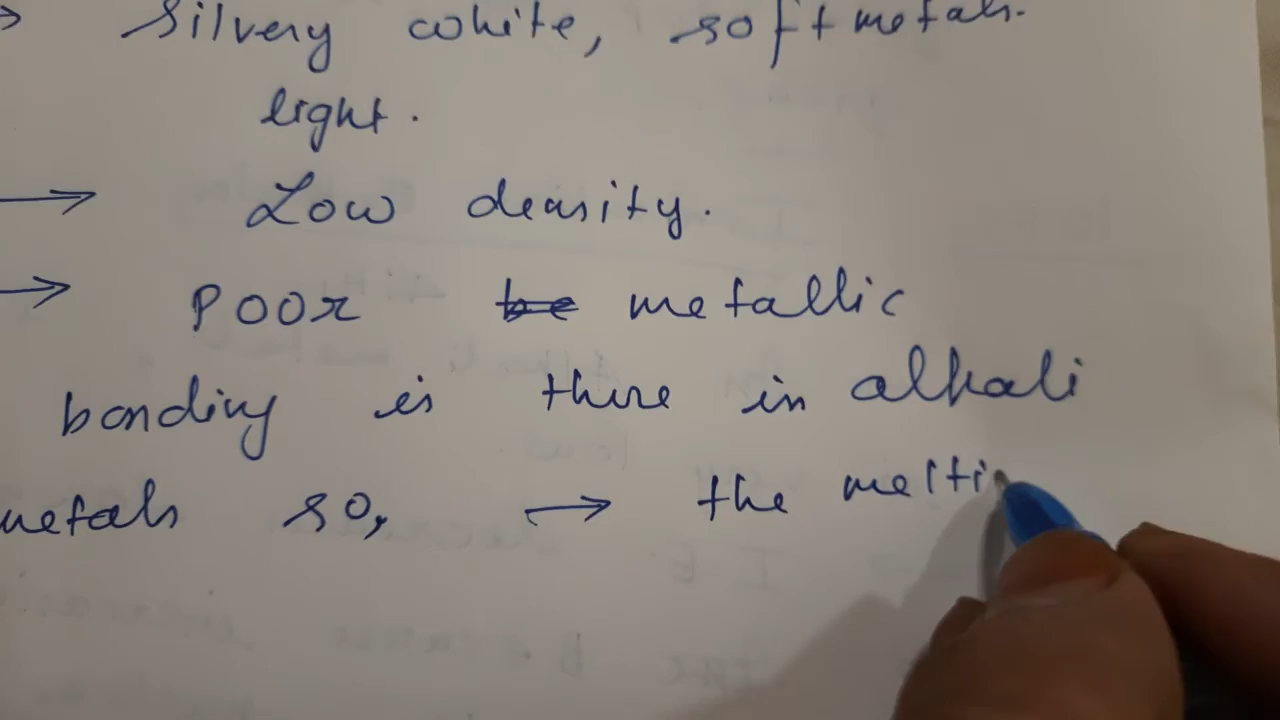 → Silvery white, soft metals.
light.
→ Low density.
→ Poor metallic
bonding is there in alkali
metals so, → the melti